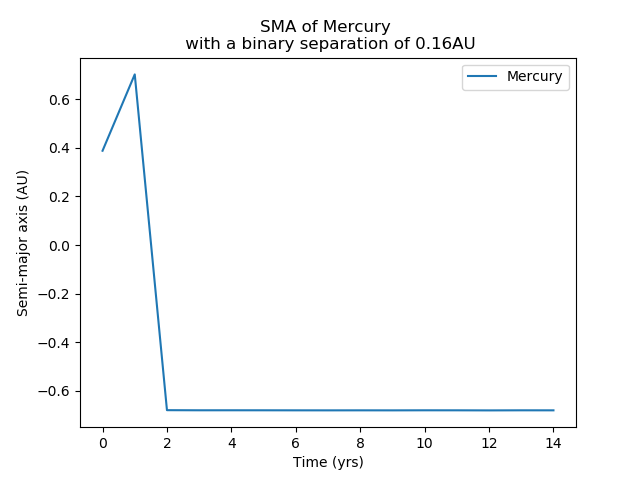 SMA of Mercury
with a binary separation of 0.16AU
Mercury
Semi-major axis (AU)
0.6
0.4
0.2
0.0
−0.2
−0.4
−0.6
0 2 4 6 8 10 12 14
Time (yrs)